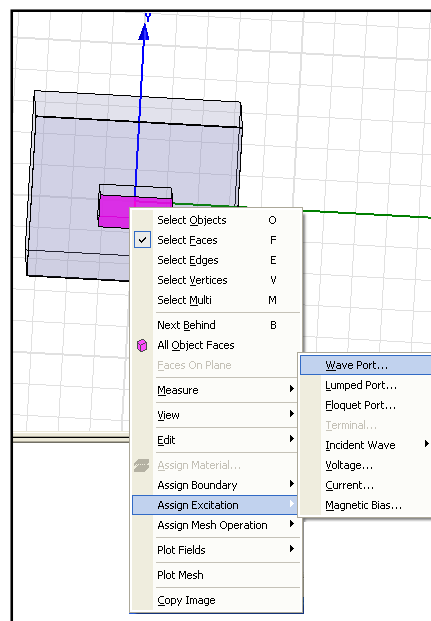 Y
Select Objects O
Select Faces F
Select Edges E
Select Vertices V
Select Multi M
Next Behind B
All Object Faces
Faces On Plane
Measure
View
Edit
Assign Material...
Assign Boundary
Assign Excitation
Assign Mesh Operation
Plot Fields
Plot Mesh
Copy Image
Wave Port...
Lumped Port...
Floquet Port...
Terminal...
Incident Wave
Voltage...
Current...
Magnetic Bias...